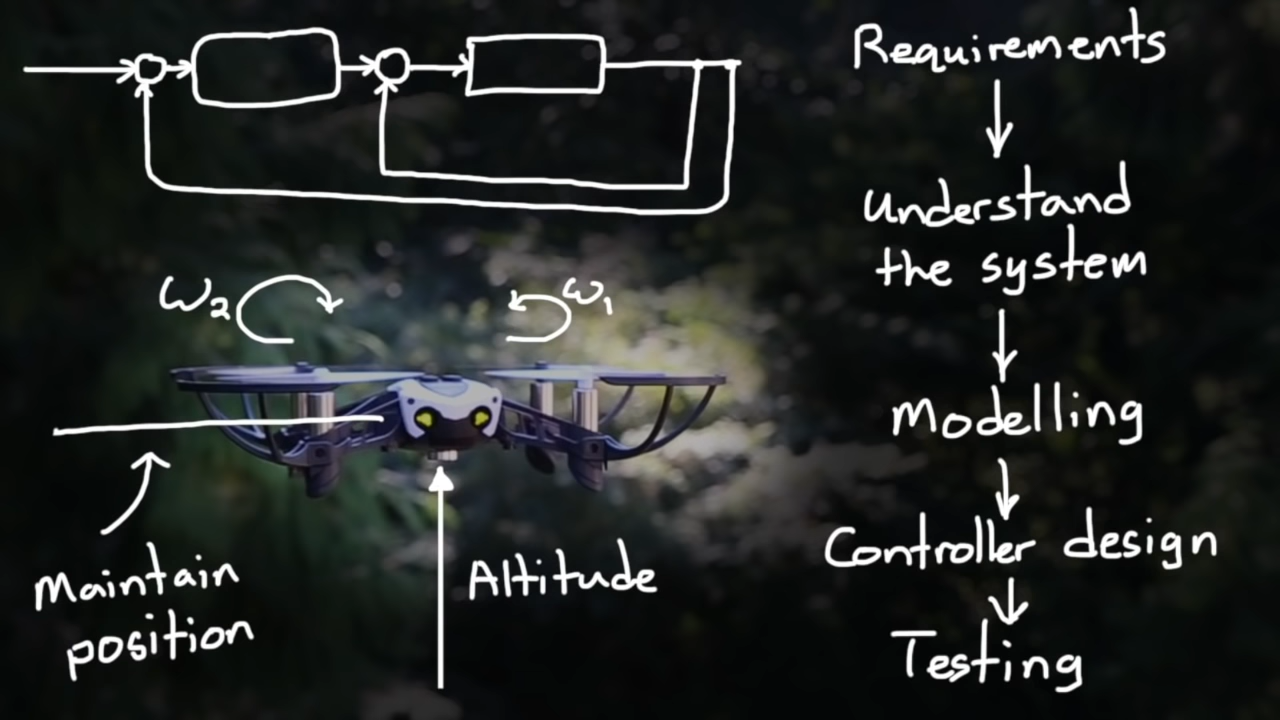 Requirements
Understand
the system
Modelling
Controller design
Testing
ω₂
ω₁
Maintain
position
Altitude